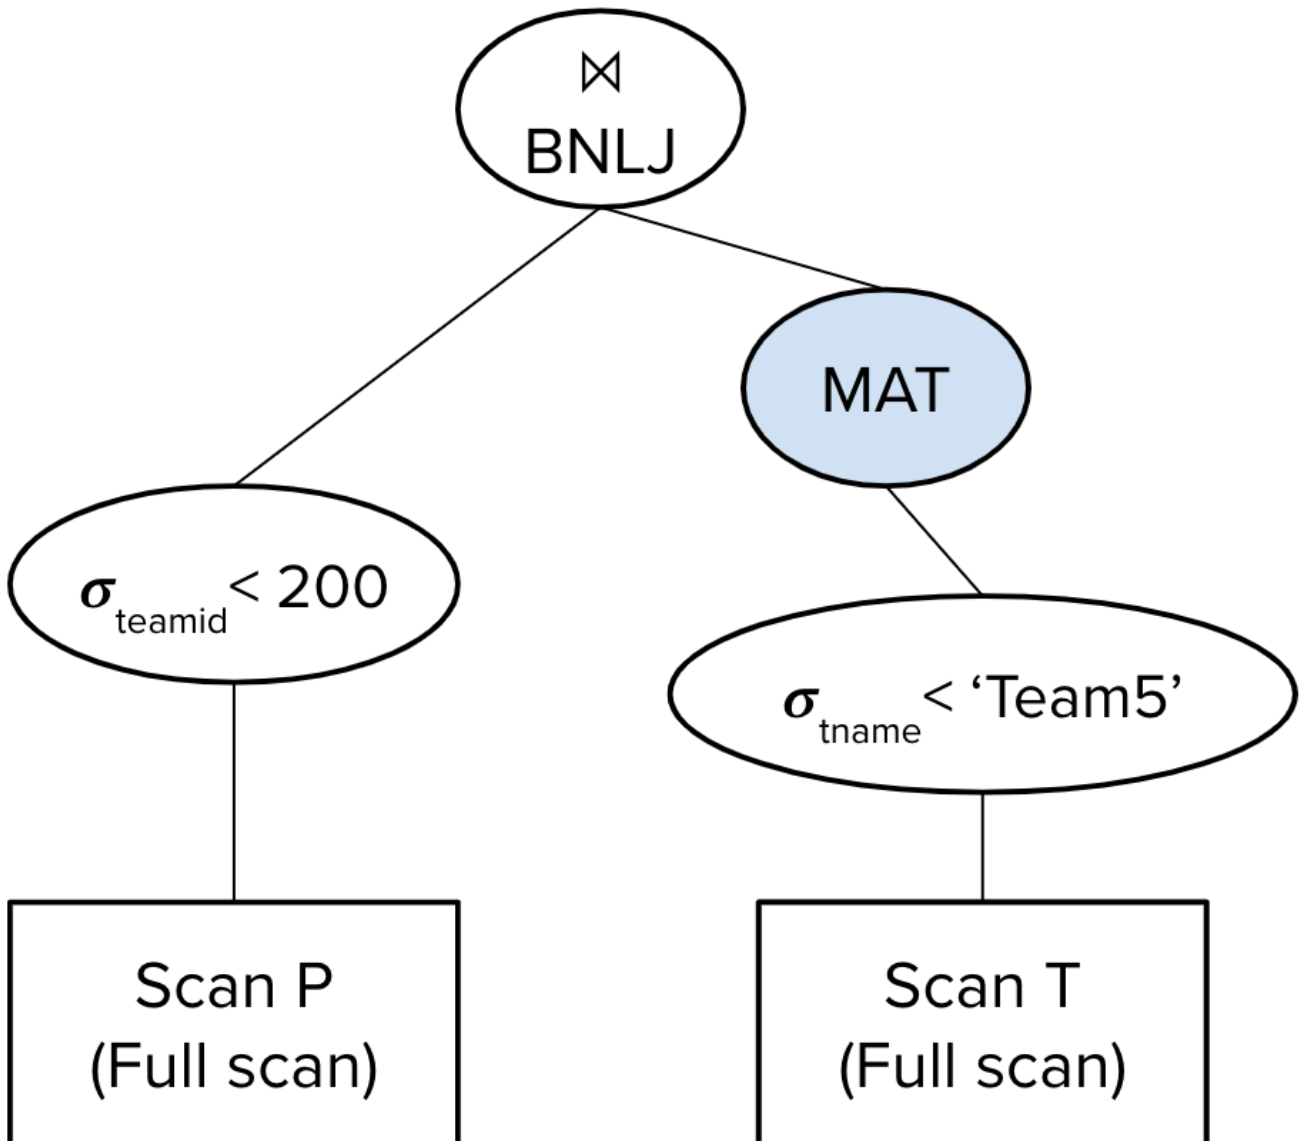 ⋈
BNLJ
MAT
σteamid < 200
σtname < ‘Team5’
Scan P
(Full scan)
Scan T
(Full scan)